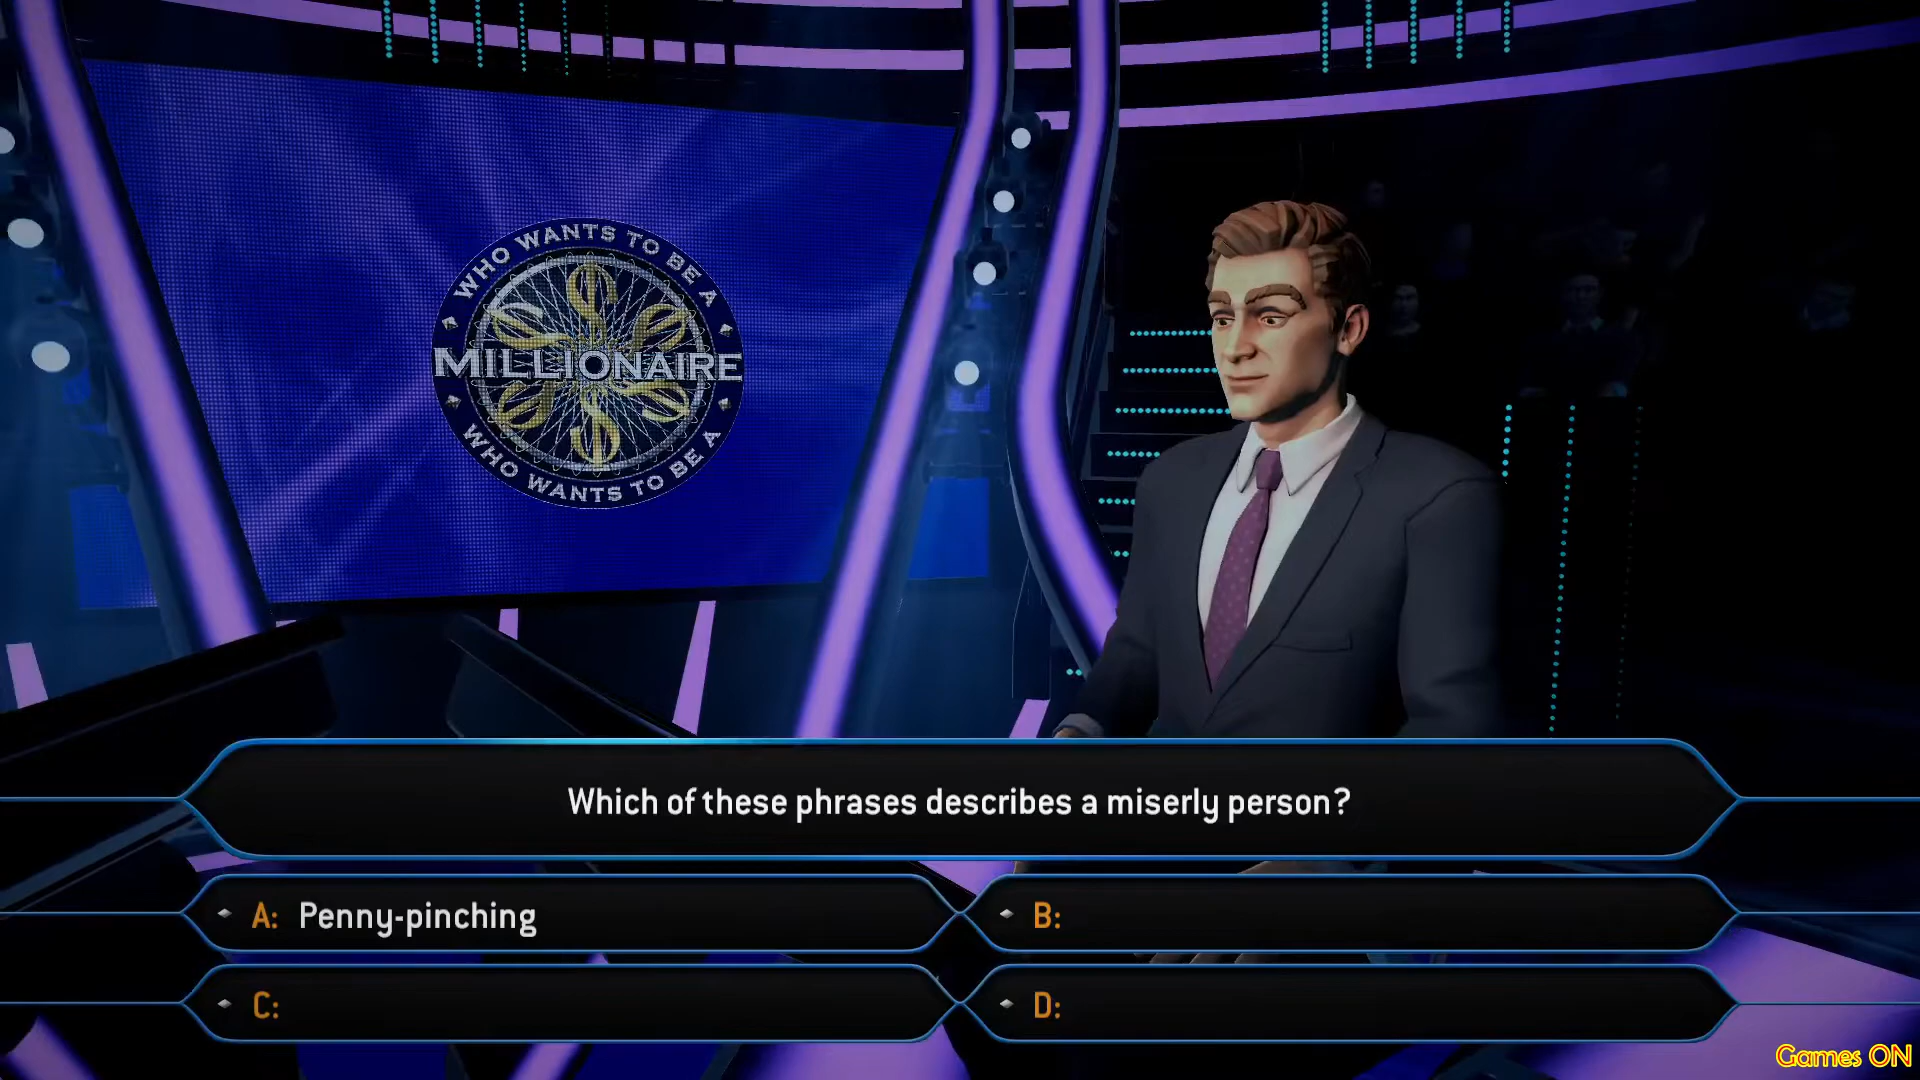 WHO WANTS TO BE A
MILLIONAIRE
WHO WANTS TO BE A
Which of these phrases describes a miserly person?
A: Penny-pinching
B:
C:
D:
Games ON